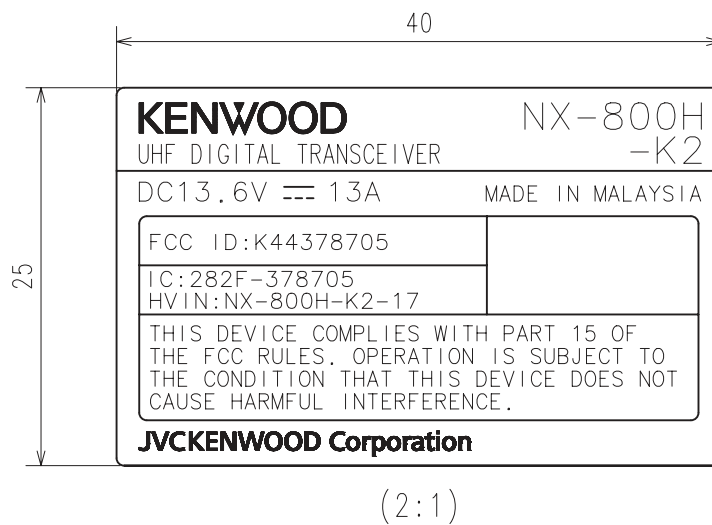 40
25
KENWOOD
NX-800H
-K2
UHF DIGITAL TRANSCEIVER
DC13.6V ⎓ 13A
MADE IN MALAYSIA
FCC ID:K44378705
IC:282F-378705
HVIN:NX-800H-K2-17
THIS DEVICE COMPLIES WITH PART 15 OF
THE FCC RULES. OPERATION IS SUBJECT TO
THE CONDITION THAT THIS DEVICE DOES NOT
CAUSE HARMFUL INTERFERENCE.
JVCKENWOOD Corporation
(2:1)